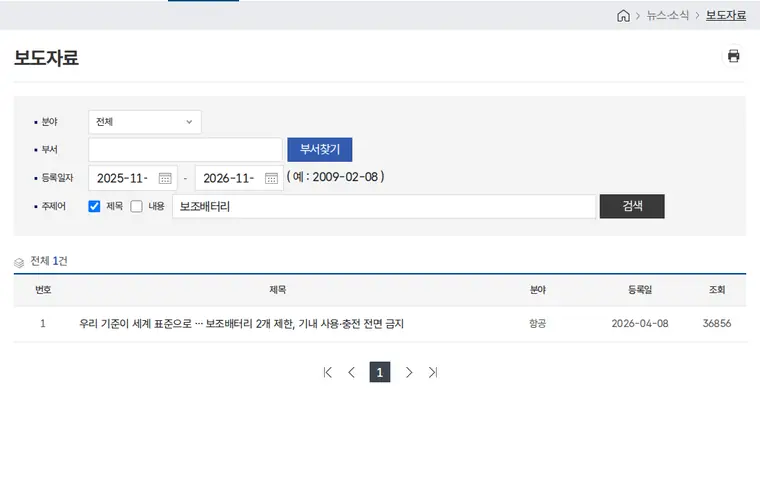 뉴스·소식 보도자료
보도자료
분야 전체
부서 부서찾기
등록일자 2025-11- - 2026-11- ( 예 : 2009-02-08 )
주제어 제목 내용 보조배터리 검색
전체 1건
번호 제목 분야 등록일 조회
1 우리 기준이 세계 표준으로 … 보조배터리 2개 제한, 기내 사용·충전 전면 금지 항공 2026-04-08 36856
1